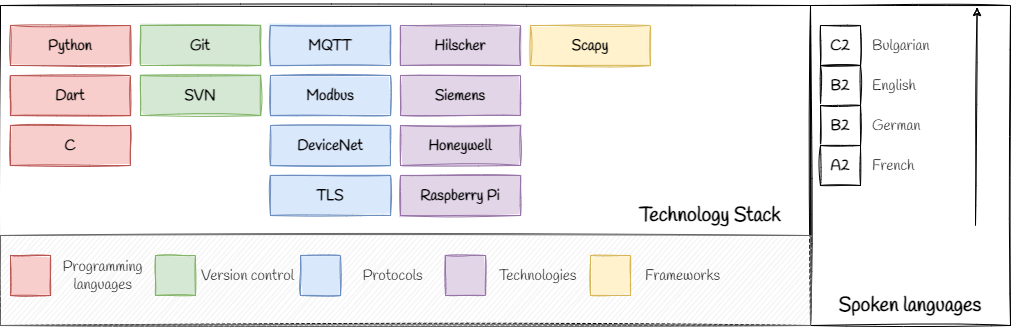 Python
Git
MQTT
Hilscher
Scapy
Dart
SVN
Modbus
Siemens
C
DeviceNet
Honeywell
TLS
Raspberry Pi
Technology Stack
Programming
languages
Version control
Protocols
Technologies
Frameworks
C2 Bulgarian
B2 English
B2 German
A2 French
Spoken languages